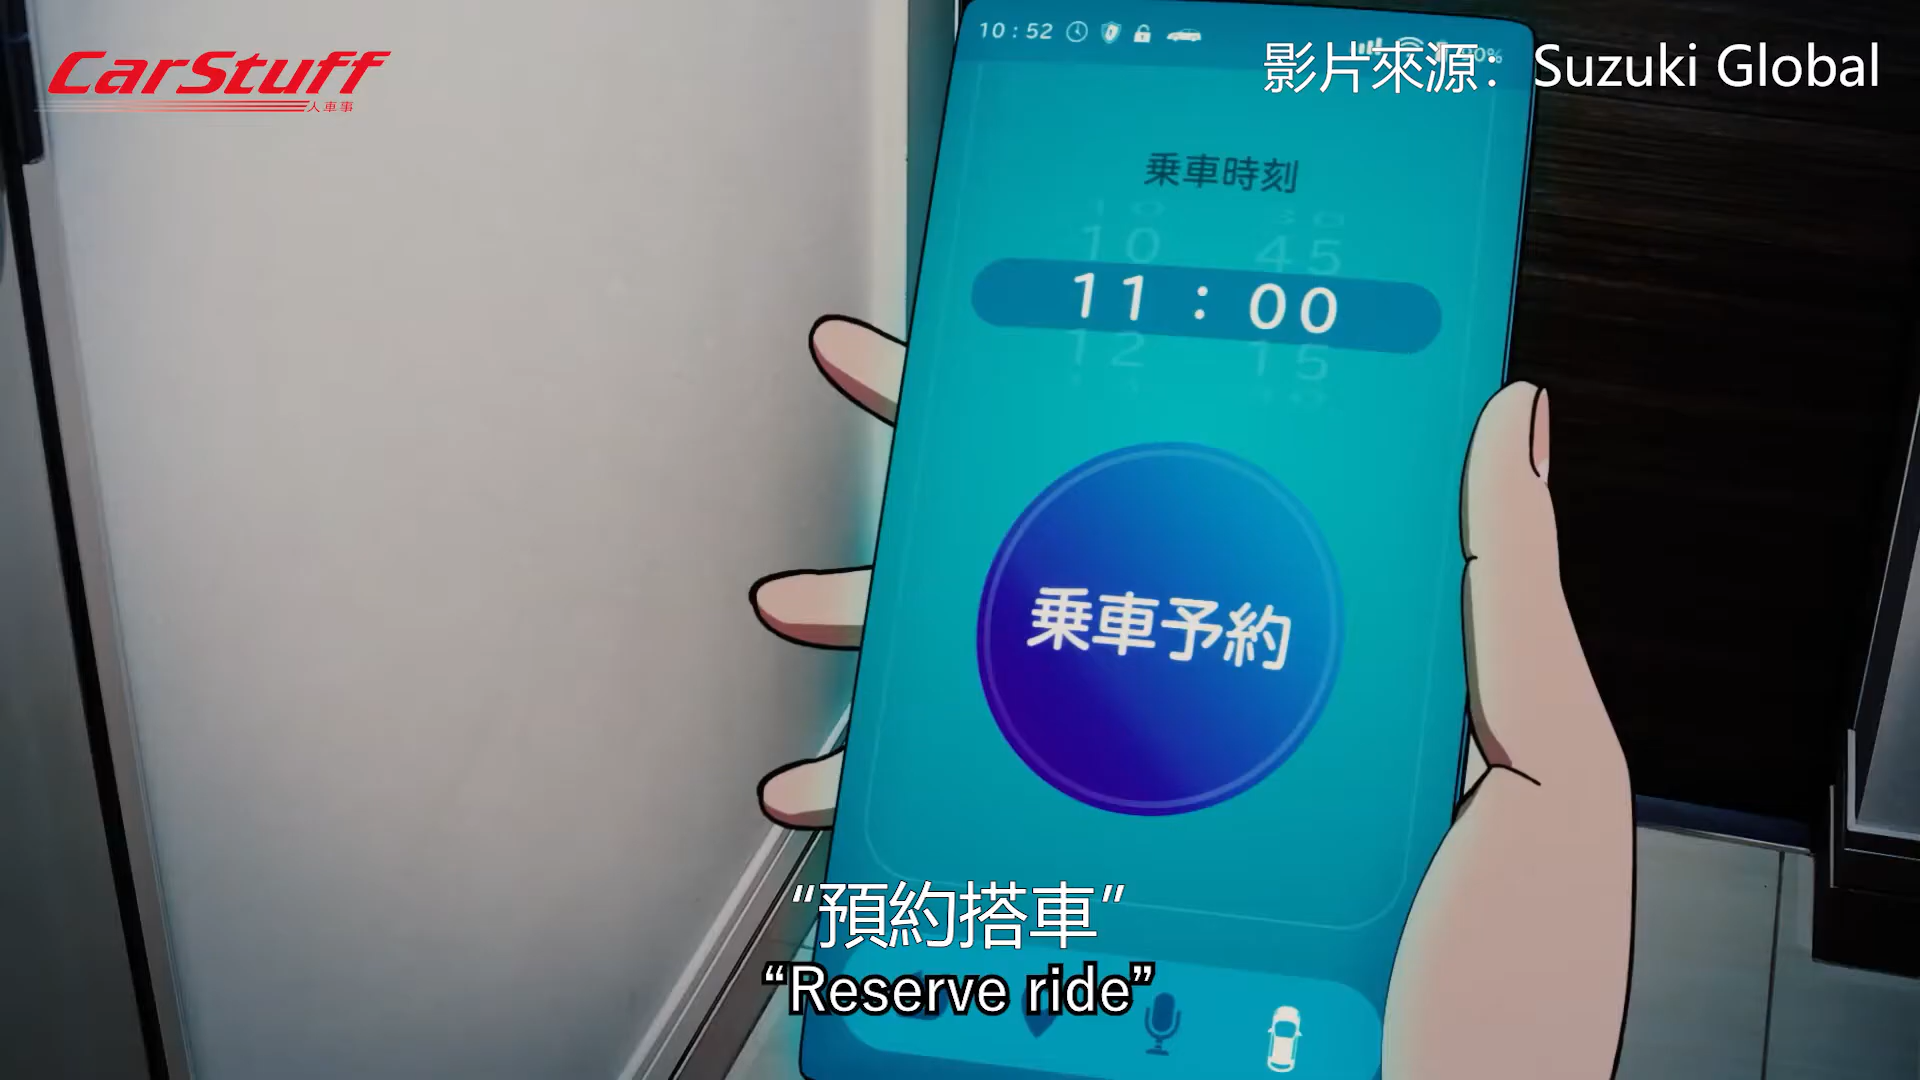 CarStuff
人車事
10:52
影片來源：Suzuki Global
乗車時刻
10 45
11 : 00
12 15
乗車予約
“預約搭車”
“Reserve ride”